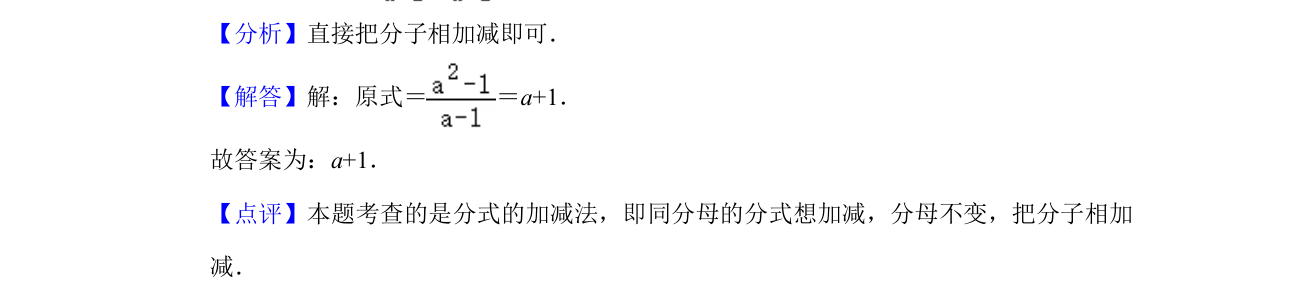 【分析】直接把分子相加减即可．
【解答】解：原式＝\frac{a^2-1}{a-1}＝a+1．
故答案为：a+1．
【点评】本题考查的是分式的加减法，即同分母的分式想加减，分母不变，把分子相加
减．